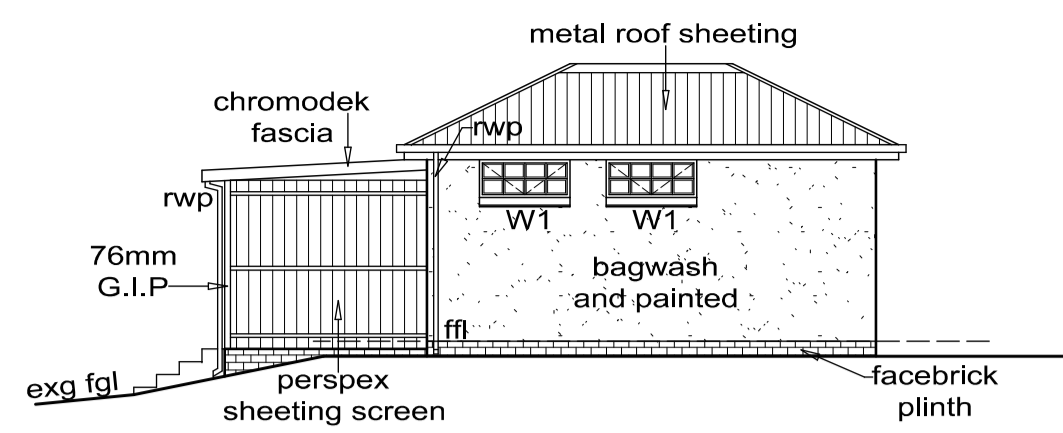 metal roof sheeting
chromodek
fascia
rwp
rwp
W1
W1
76mm
G.I.P
bagwash
and painted
ffl
exg fgl
perspex
sheeting screen
facebrick
plinth